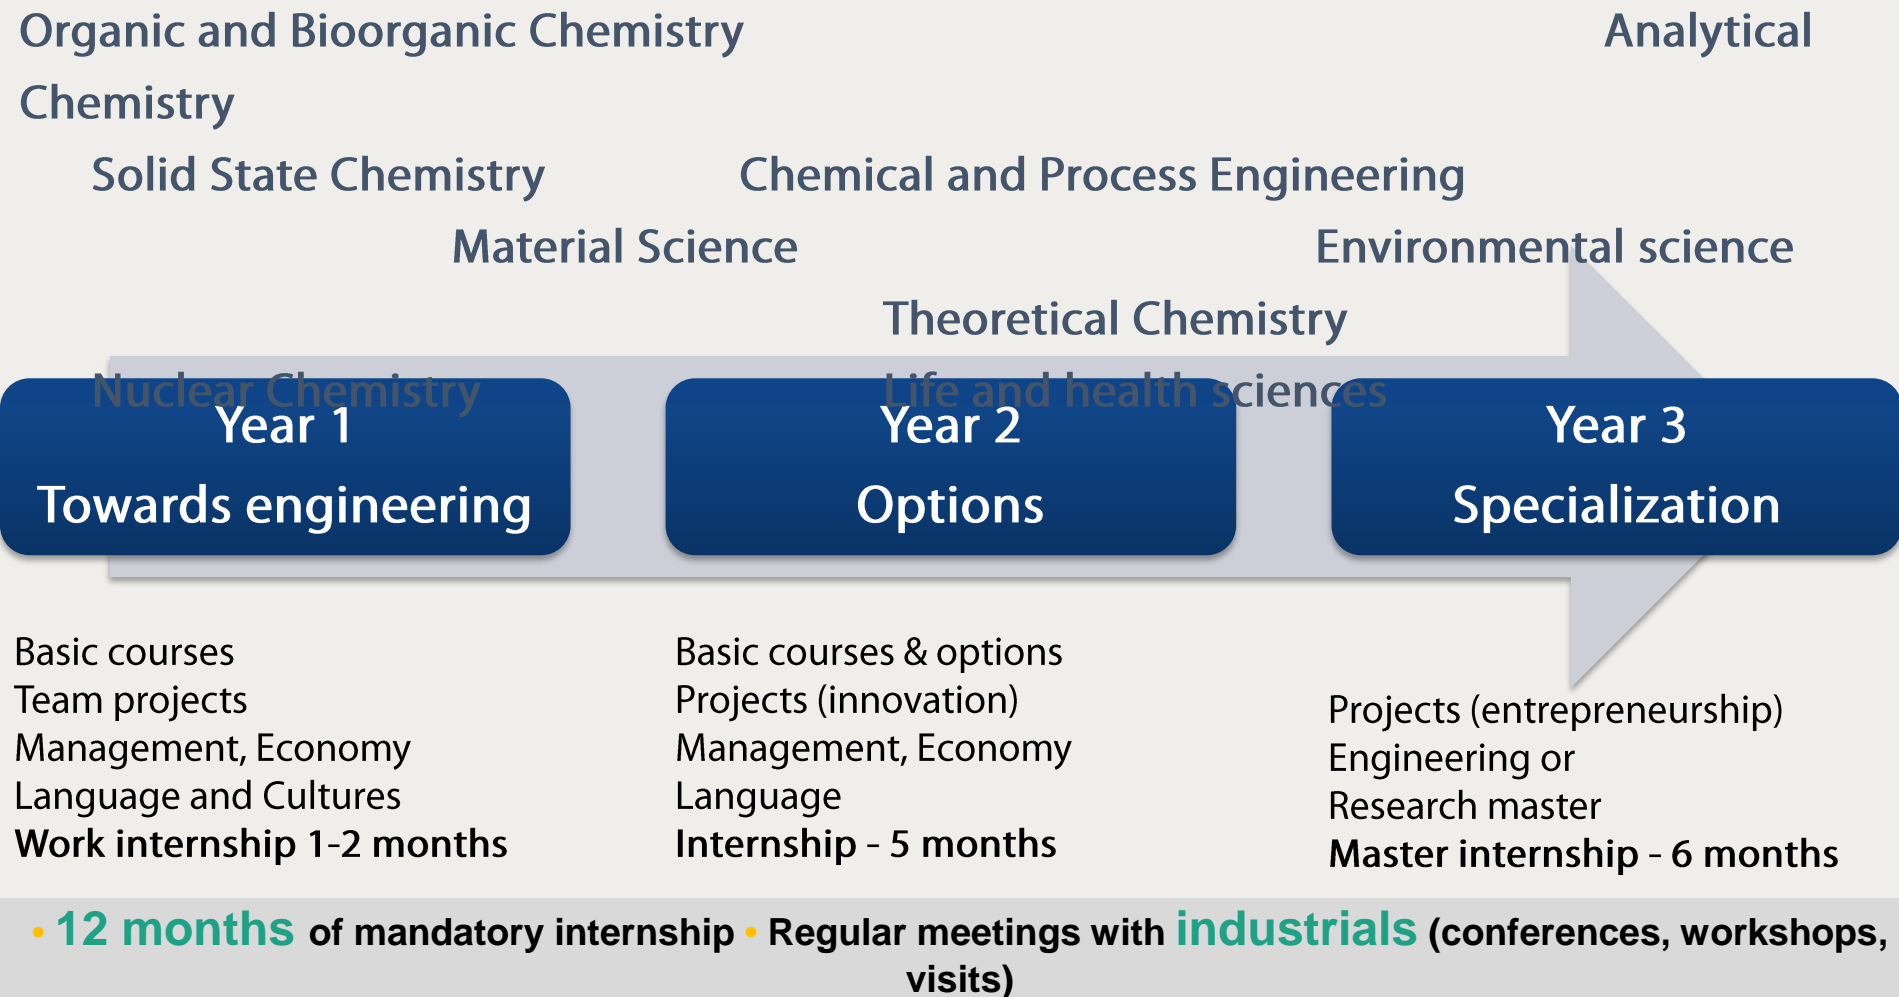 Organic and Bioorganic Chemistry Analytical
Chemistry
Solid State Chemistry Chemical and Process Engineering
Material Science Environmental science
Theoretical Chemistry
Nuclear Chemistry Life and health sciences
Year 1
Towards engineering
Year 2
Options
Year 3
Specialization
Basic courses
Team projects
Management, Economy
Language and Cultures
Work internship 1-2 months
Basic courses & options
Projects (innovation)
Management, Economy
Language
Internship - 5 months
Projects (entrepreneurship)
Engineering or
Research master
Master internship - 6 months
• 12 months of mandatory internship • Regular meetings with industrials (conferences, workshops,
visits)